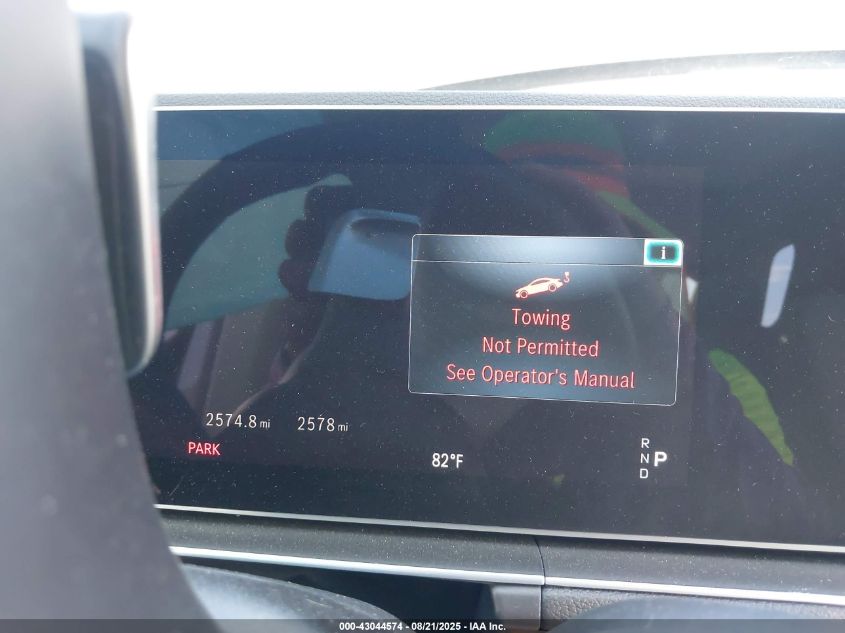 i
Towing
Not Permitted
See Operator's Manual
2574.8 mi 2578 mi
PARK
82°F
R
N P
D
000-43044574 - 08/21/2025 - IAA Inc.